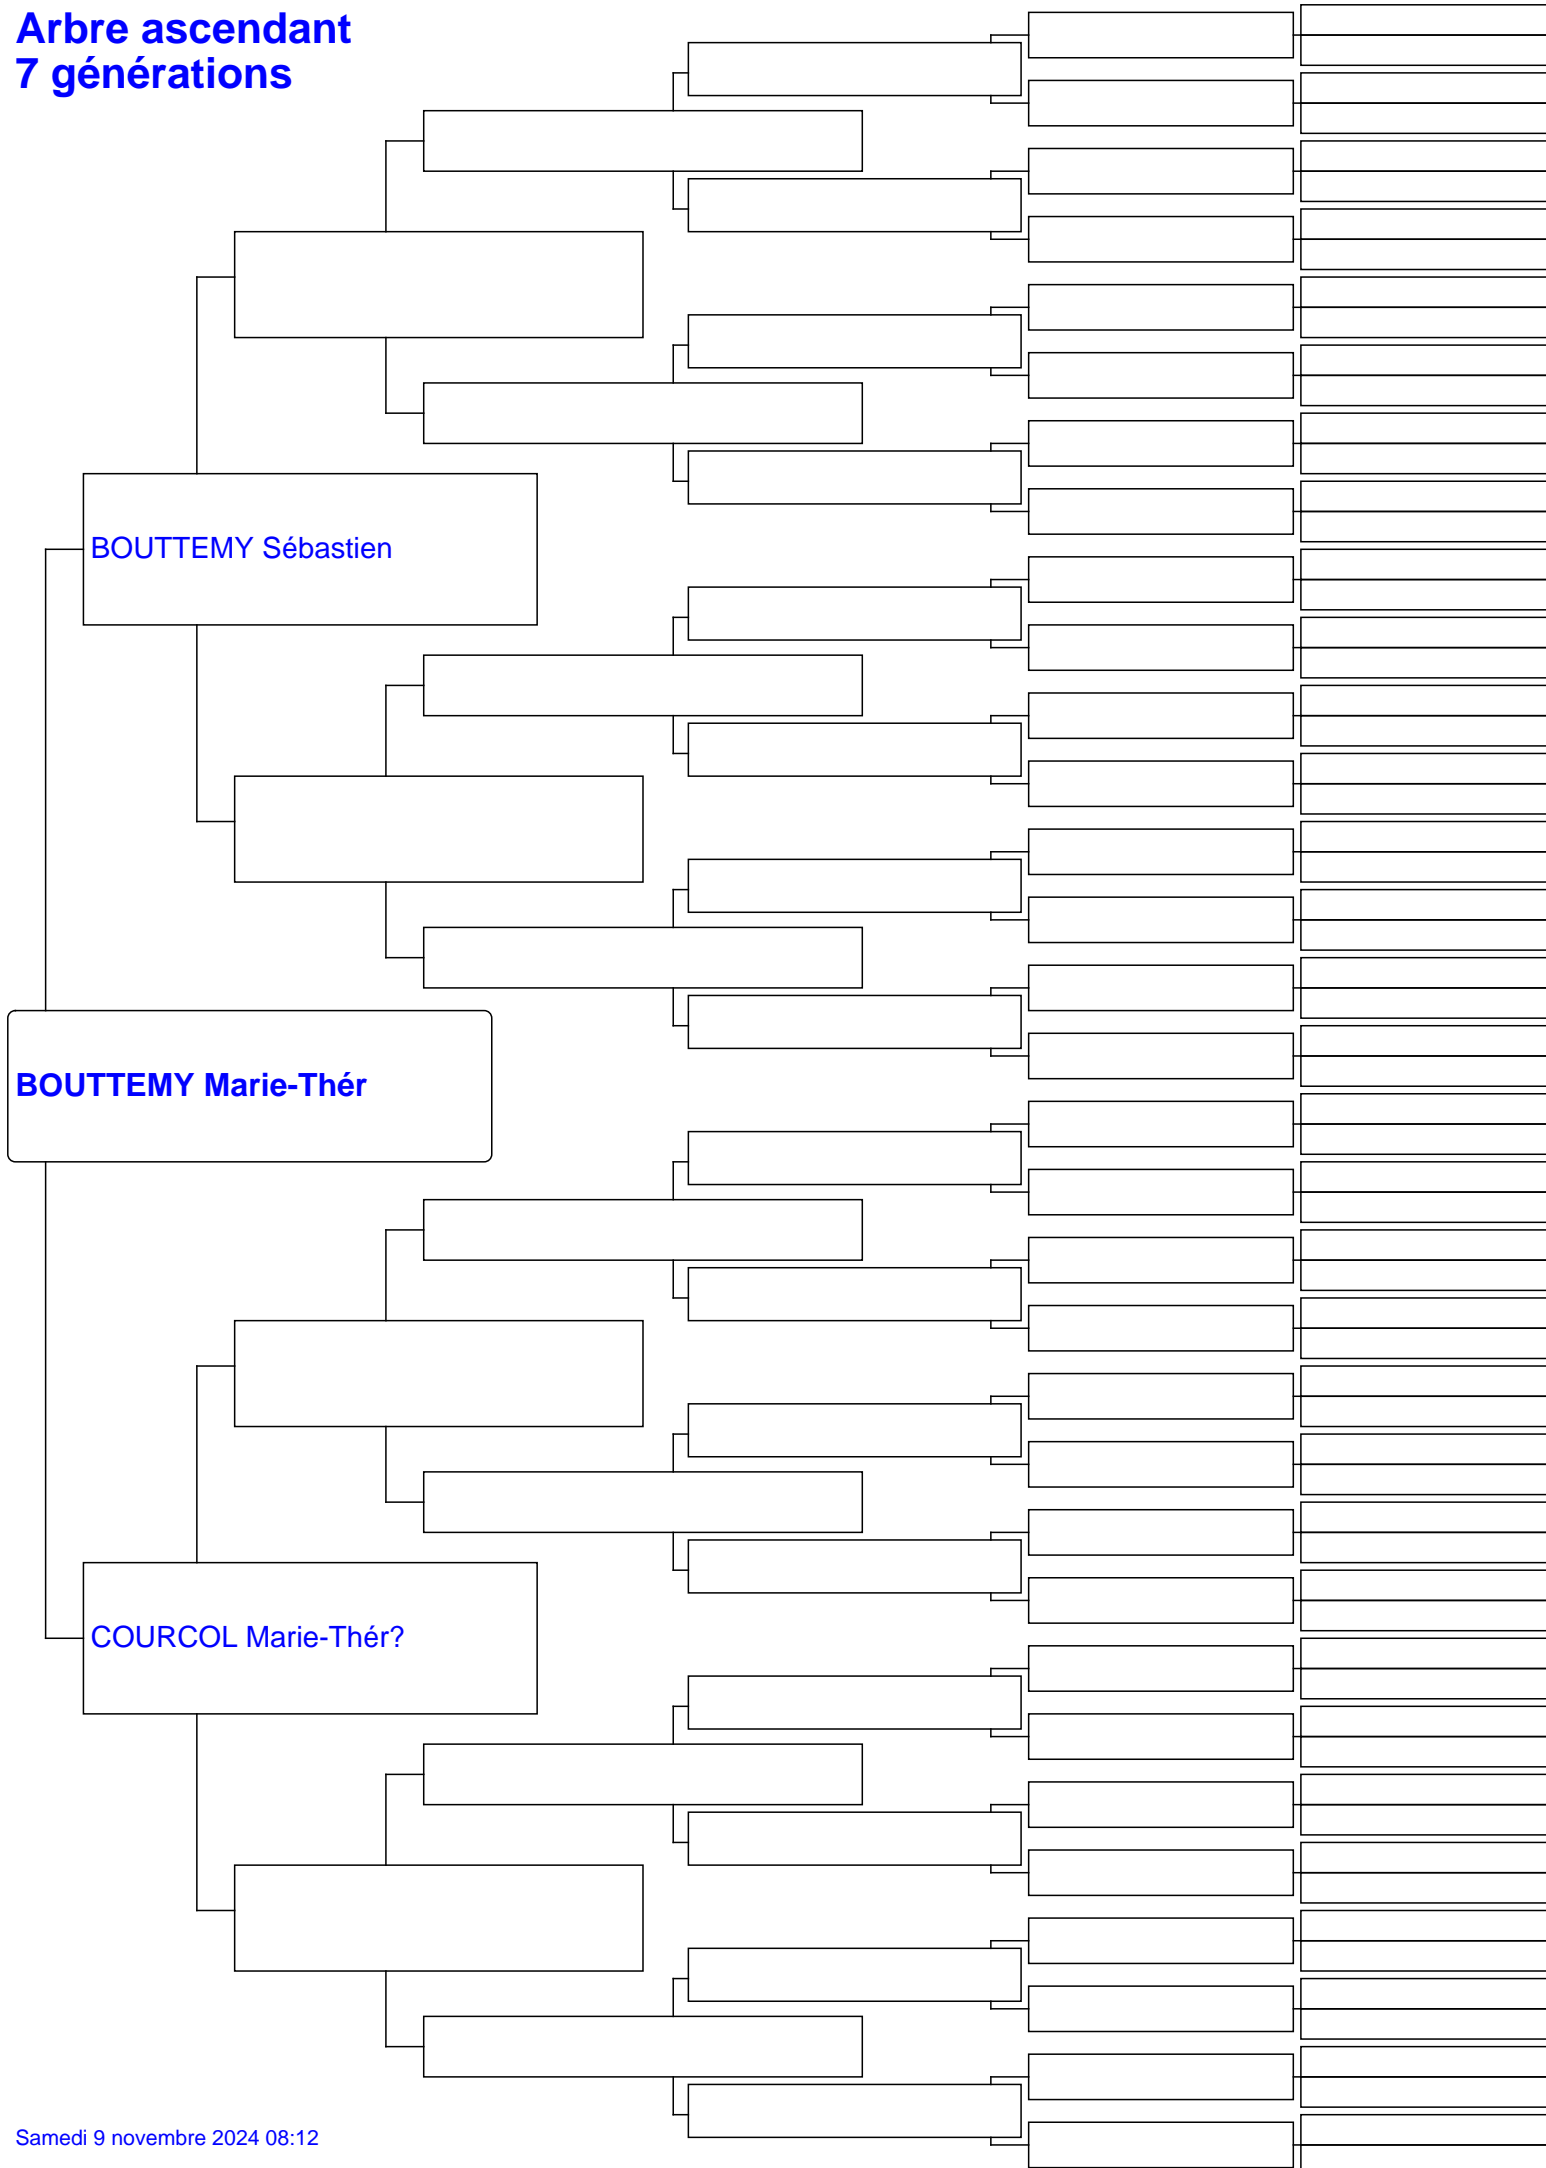 Arbre ascendant
7 générations
BOUTTEMY Sébastien
BOUTTEMY Marie-Thér
COURCOL Marie-Thér?
Samedi 9 novembre 2024 08:12